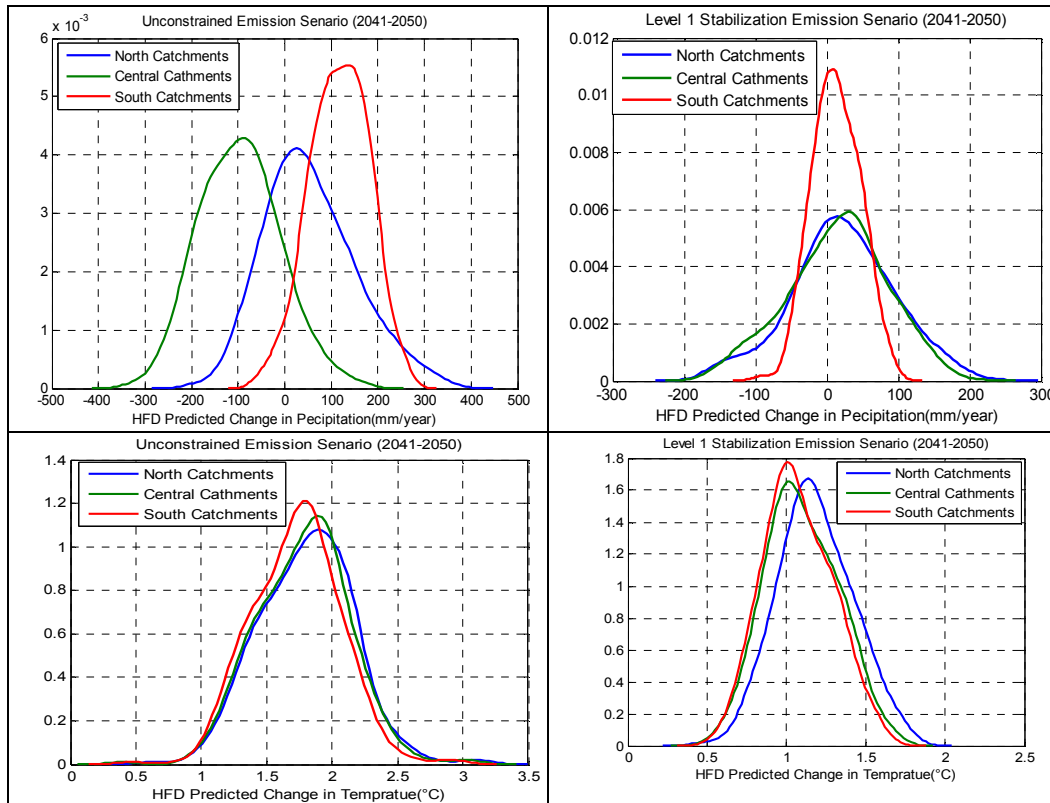 Unconstrained Emission Senario (2041-2050)
x 10-3
6
5
4
3
2
1
0
North Catchments
Central Cathments
South Catchments
-500 -400 -300 -200 -100 0 100 200 300 400 500
HFD Predicted Change in Pecipitation(mm/year)
Level 1 Stabilization Emission Senario (2041-2050)
0.012
0.01
0.008
0.006
0.004
0.002
0
North Catchments
Central Catchments
South Catchments
-300 -200 -100 0 100 200 300
HFD Predicted Change in Pecipitation(mm/year)
Unconstrained Emission Senario (2041-2050)
1.4
1.2
1
0.8
0.6
0.4
0.2
0
North Catchments
Central Cathments
South Catchments
0 0.5 1 1.5 2 2.5 3 3.5
HFD Predicted Change in Tempratue(°C)
Level 1 Stabilization Emission Senario (2041-2050)
1.8
1.6
1.4
1.2
1
0.8
0.6
0.4
0.2
0
North Catchments
Central Cathments
South Catchments
0 0.5 1 1.5 2 2.5
HFD Predicted Change in Tempratue(°C)